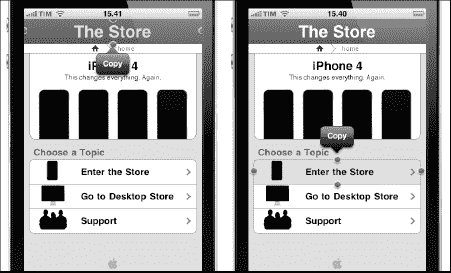 TIM 15.41
The Store
home
Copy
iPhone 4
This changes everything. Again.
Choose a Topic
Enter the Store
Go to Desktop Store
Support
TIM 15.40
The Store
home
iPhone 4
This changes everything. Again.
Copy
Choose a Topic
Enter the Store
Go to Desktop Store
Support